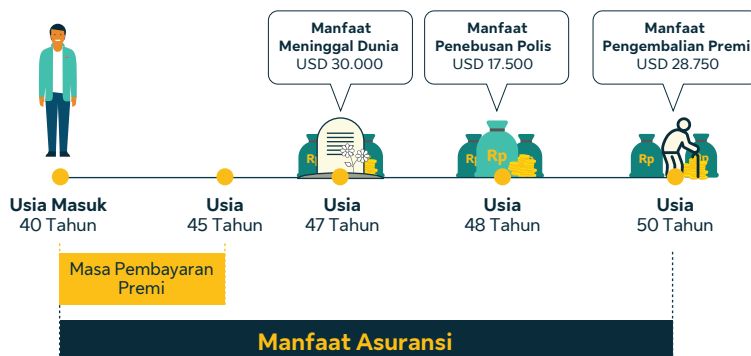 Manfaat
Meninggal Dunia
USD 30.000
Manfaat
Penebusan Polis
USD 17.500
Manfaat
Pengembalian Premi
USD 28.750
Rp
Rp
Rp
Usia Masuk
40 Tahun
Usia
45 Tahun
Usia
47 Tahun
Usia
48 Tahun
Usia
50 Tahun
Masa Pembayaran
Premi
Manfaat Asuransi